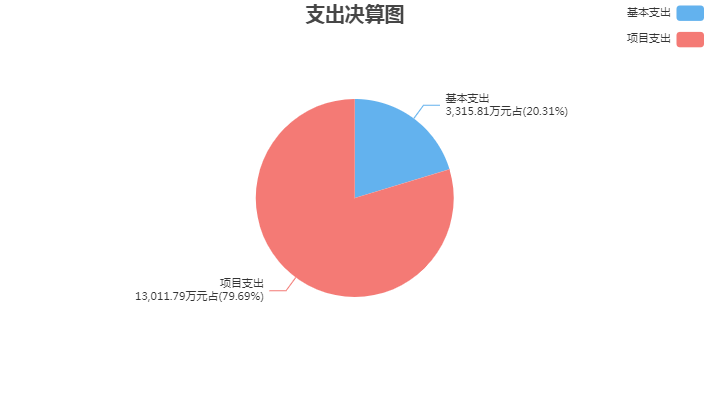 支出决算图
基本支出
项目支出
基本支出
3,315.81万元占(20.31%)
项目支出
13,011.79万元占(79.69%)